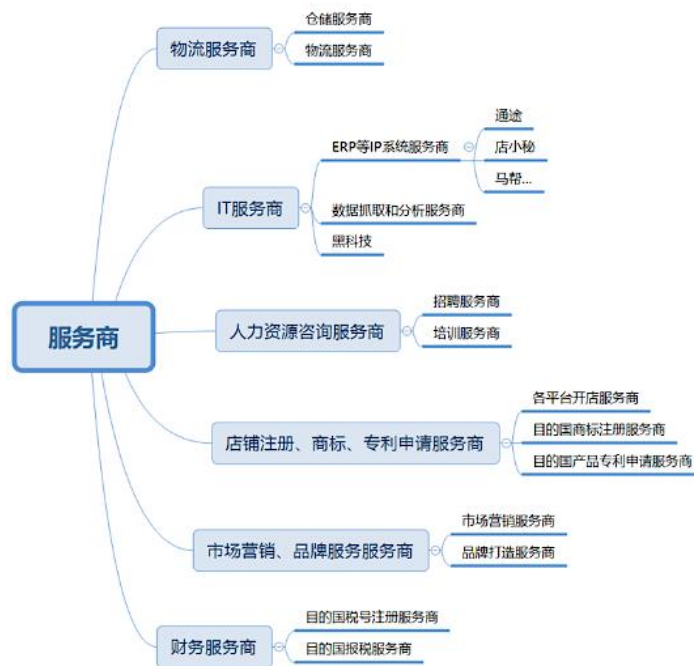 服务商
物流服务商
仓储服务商
物流服务商
IT服务商
ERP等IP系统服务商
通途
店小秘
马帮...
数据抓取和分析服务商
黑科技
人力资源咨询服务商
招聘服务商
培训服务商
店铺注册、商标、专利申请服务商
各平台开店服务商
目的国商标注册服务商
目的国产品专利申请服务商
市场营销、品牌服务服务商
市场营销服务商
品牌打造服务商
财务服务商
目的国税号注册服务商
目的国报税服务商